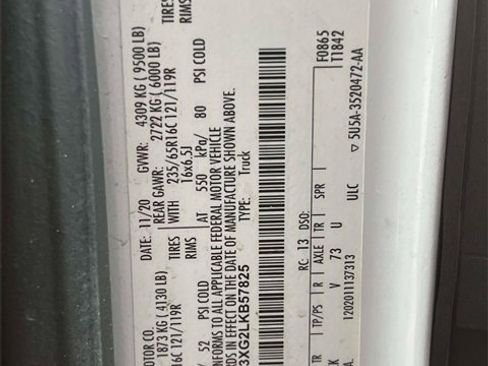 MOTOR CO.
DATE: 11/20 GVWR: 4309 KG ( 9500 LB)
1873 KG ( 4130 LB) REAR GAWR: 2722 KG ( 6000 LB)
16C 121/119R TIRES WITH 235/65R16C 121/119R TIRES
RIMS 16x6.5J RIMS
/ 52 PSI COLD AT 550 kPa/ 80 PSI COLD
NFORMS TO ALL APPLICABLE FEDERAL MOTOR VEHICLE
RDS IN EFFECT ON THE DATE OF MANUFACTURE SHOWN ABOVE.
3XG2LKB57825 TYPE: Truck
F0865
RC: 13 DSO: T1842
TR TP/PS R AXLE TR SPR
LK V 73 U ULC ▽ 5U5A-3520472-AA
A. 1202011137313